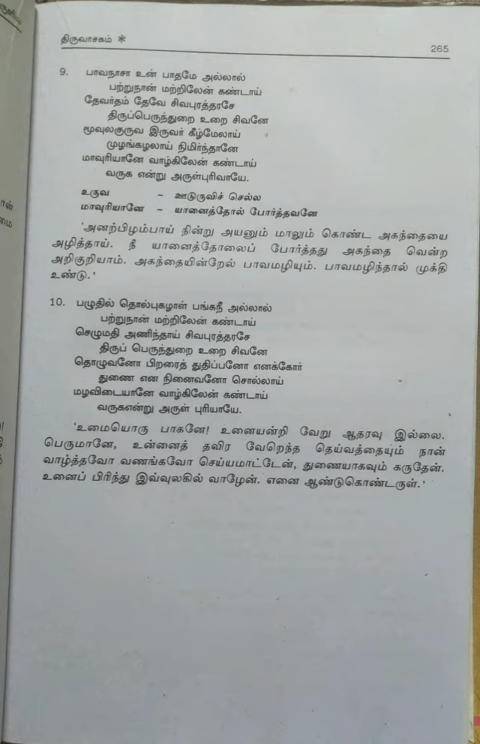 திருவாசகம் ✻
265
9. பாவநாசா உன் பாதமே அல்லால்
பற்றுநான் மற்றிலேன் கண்டாய்
தேவர்தம் தேவே சிவபுரத்தரசே
திருப்பெருந்துறை உறை சிவனே
மூவுலகுருவ இருவர் கீழ்மேலாய்
முழங்கழலாய் நிமிர்ந்தானே
மாவுரியானே வாழ்கிலேன் கண்டாய்
வருக என்று அருள்புரிவாயே.
உருவ – ஊடுருவிச் செல்ல
மாவுரியானே – யானைத்தோல் போர்த்தவனே
'அனற்பிழம்பாய் நின்று அயனும் மாலும் கொண்ட அகந்தையை
அழித்தாய். நீ யானைத்தோலைப் போர்த்தது அகந்தை வென்ற
அறிகுறியாம். அகந்தையின்றேல் பாவமழியும். பாவமழிந்தால் முக்தி
உண்டு.'
10. பழுதில் தொல்புகழாள் பங்கநீ அல்லால்
பற்றுநான் மற்றிலேன் கண்டாய்
செழுமதி அணிந்தாய் சிவபுரத்தரசே
திருப் பெருந்துறை உறை சிவனே
தொழுவனோ பிறரைத் துதிப்பனோ எனக்கோர்
துணை என நினைவனோ சொல்லாய்
மழவிடையானே வாழ்கிலேன் கண்டாய்
வருகஎன்று அருள் புரியாயே.
'உமையொரு பாகனே! உனையன்றி வேறு ஆதரவு இல்லை.
பெருமானே, உன்னைத் தவிர வேறெந்த தெய்வத்தையும் நான்
வாழ்த்தவோ வணங்கவோ செய்யமாட்டேன், துணையாகவும் கருதேன்.
உனைப் பிரிந்து இவ்வுலகில் வாழேன். எனை ஆண்டுகொண்டருள்.'